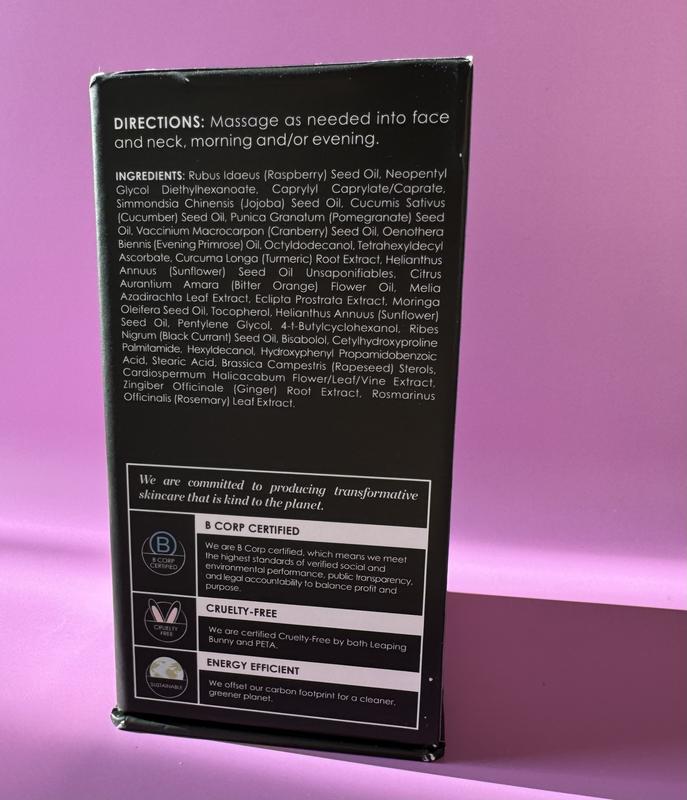 DIRECTIONS: Massage as needed into face
and neck, morning and/or evening.
INGREDIENTS: Rubus Idaeus (Raspberry) Seed Oil, Neopentyl
Glycol Diethylhexanoate, Caprylyl Caprylate/Caprate,
Simmondsia Chinensis (Jojoba) Seed Oil, Cucumis Sativus
(Cucumber) Seed Oil, Punica Granatum (Pomegranate) Seed
Oil, Vaccinium Macrocarpon (Cranberry) Seed Oil, Oenothera
Biennis (Evening Primrose) Oil, Octyldodecanol, Tetrahexyldecyl
Ascorbate, Curcuma Longa (Turmeric) Root Extract, Helianthus
Annuus (Sunflower) Seed Oil Unsaponifiables, Citrus
Aurantium Amara (Bitter Orange) Flower Oil, Melia
Azadirachta Leaf Extract, Eclipta Prostrata Extract, Moringa
Oleifera Seed Oil, Tocopherol, Helianthus Annuus (Sunflower)
Seed Oil, Pentylene Glycol, 4-t-Butylcyclohexanol, Ribes
Nigrum (Black Currant) Seed Oil, Bisabolol, Cetylhydroxyproline
Palmitamide, Hexyldecanol, Hydroxyphenyl Propamidobenzoic
Acid, Stearic Acid, Brassica Campestris (Rapeseed) Sterols,
Cardiospermum Halicacabum Flower/Leaf/Vine Extract,
Zingiber Officinale (Ginger) Root Extract, Rosmarinus
Officinalis (Rosemary) Leaf Extract.
We are committed to producing transformative
skincare that is kind to the planet.
B
B CORP
CERTIFIED
B CORP CERTIFIED
We are B Corp certified, which means we meet
the highest standards of verified social and
environmental performance, public transparency,
and legal accountability to balance profit and
purpose.
CRUELTY
FREE
CRUELTY-FREE
We are certified Cruelty-Free by both Leaping
Bunny and PETA.
SUSTAINABLE
ENERGY EFFICIENT
We offset our carbon footprint for a cleaner,
greener planet.